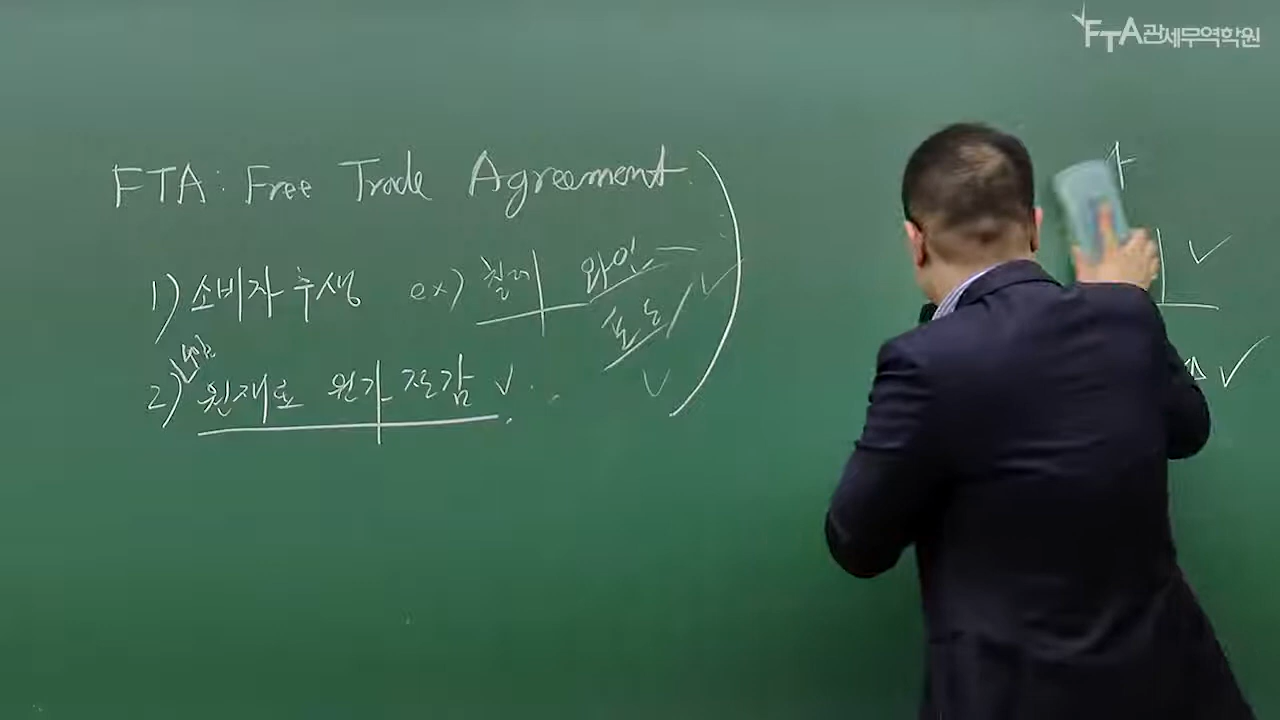 FTA관세무역학원
FTA : Free Trade Agreement
1) 소비자 후생 ex) 칠레 와인
포도
2) 원재료 원가 절감